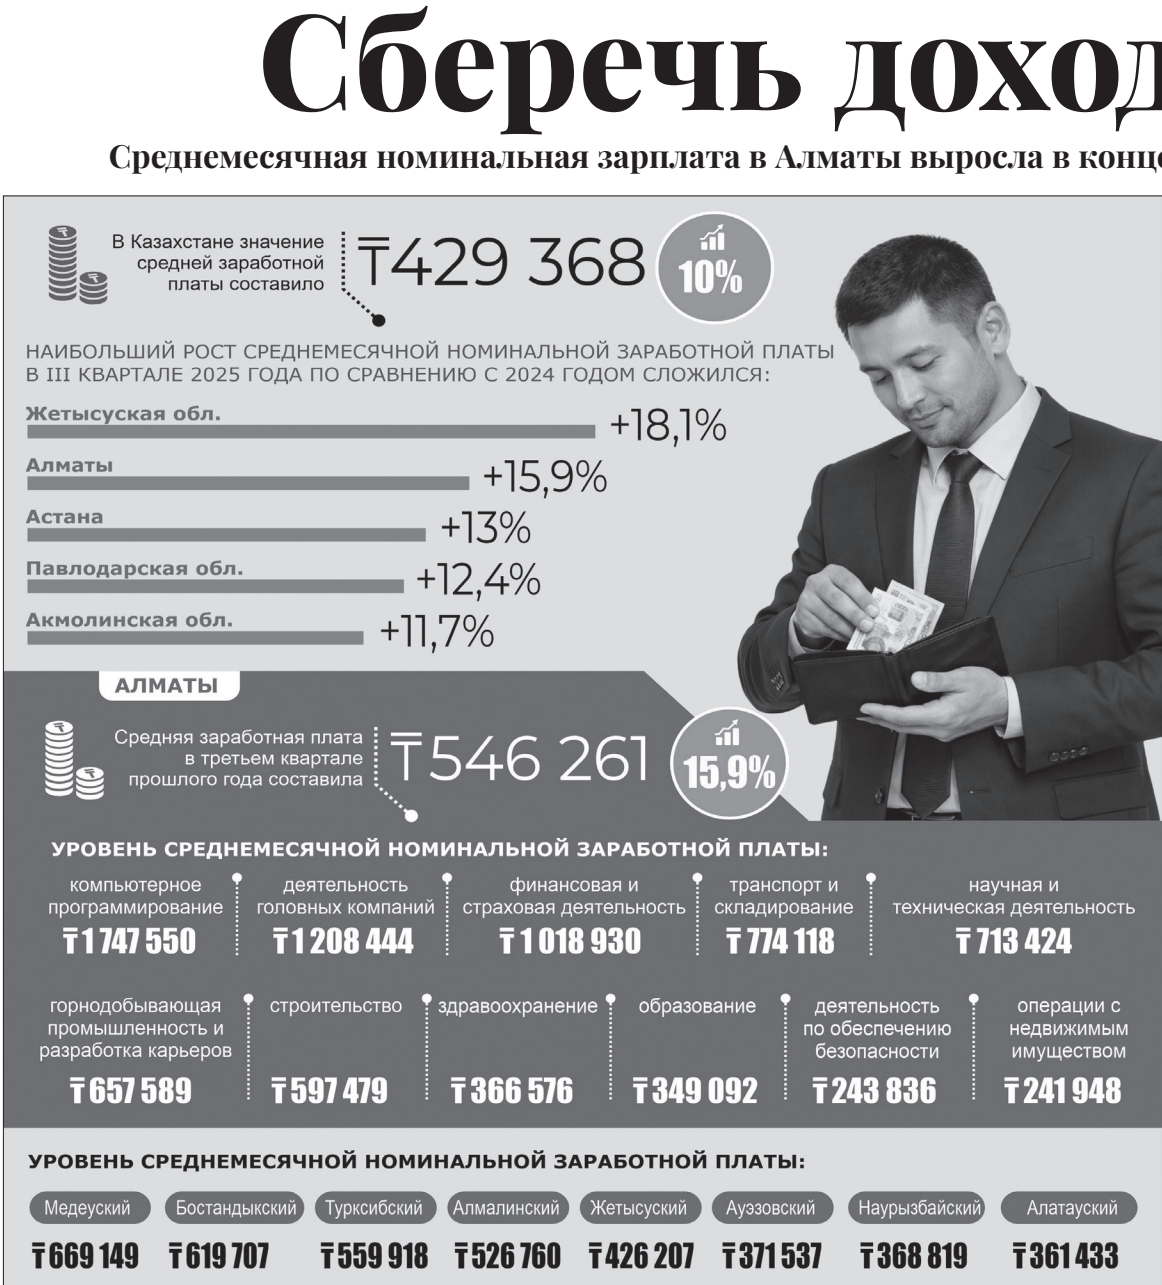 Сберечь доход
Среднемесячная номинальная зарплата в Алматы выросла в конце
В Казахстане значение
средней заработной
платы составило
₸429 368
10%
НАИБОЛЬШИЙ РОСТ СРЕДНЕМЕСЯЧНОЙ НОМИНАЛЬНОЙ ЗАРАБОТНОЙ ПЛАТЫ
В III КВАРТАЛЕ 2025 ГОДА ПО СРАВНЕНИЮ С 2024 ГОДОМ СЛОЖИЛСЯ:
Жетысуская обл.
+18,1%
Алматы
+15,9%
Астана
+13%
Павлодарская обл.
+12,4%
Акмолинская обл.
+11,7%
АЛМАТЫ
Средняя заработная плата
в третьем квартале
прошлого года составила
₸546 261
15,9%
УРОВЕНЬ СРЕДНЕМЕСЯЧНОЙ НОМИНАЛЬНОЙ ЗАРАБОТНОЙ ПЛАТЫ:
компьютерное
программирование
₸1 747 550
деятельность
головных компаний
₸1 208 444
финансовая и
страховая деятельность
₸1 018 930
транспорт и
складирование
₸774 118
научная и
техническая деятельность
₸713 424
горнодобывающая
промышленность и
разработка карьеров
₸657 589
строительство
₸597 479
здравоохранение
₸366 576
образование
₸349 092
деятельность
по обеспечению
безопасности
₸243 836
операции с
недвижимым
имуществом
₸241 948
УРОВЕНЬ СРЕДНЕМЕСЯЧНОЙ НОМИНАЛЬНОЙ ЗАРАБОТНОЙ ПЛАТЫ:
Медеуский
₸669 149
Бостандыкский
₸619 707
Турксибский
₸559 918
Алмалинский
₸526 760
Жетысуский
₸426 207
Ауэзовский
₸371 537
Наурызбайский
₸368 819
Алатауский
₸361 433